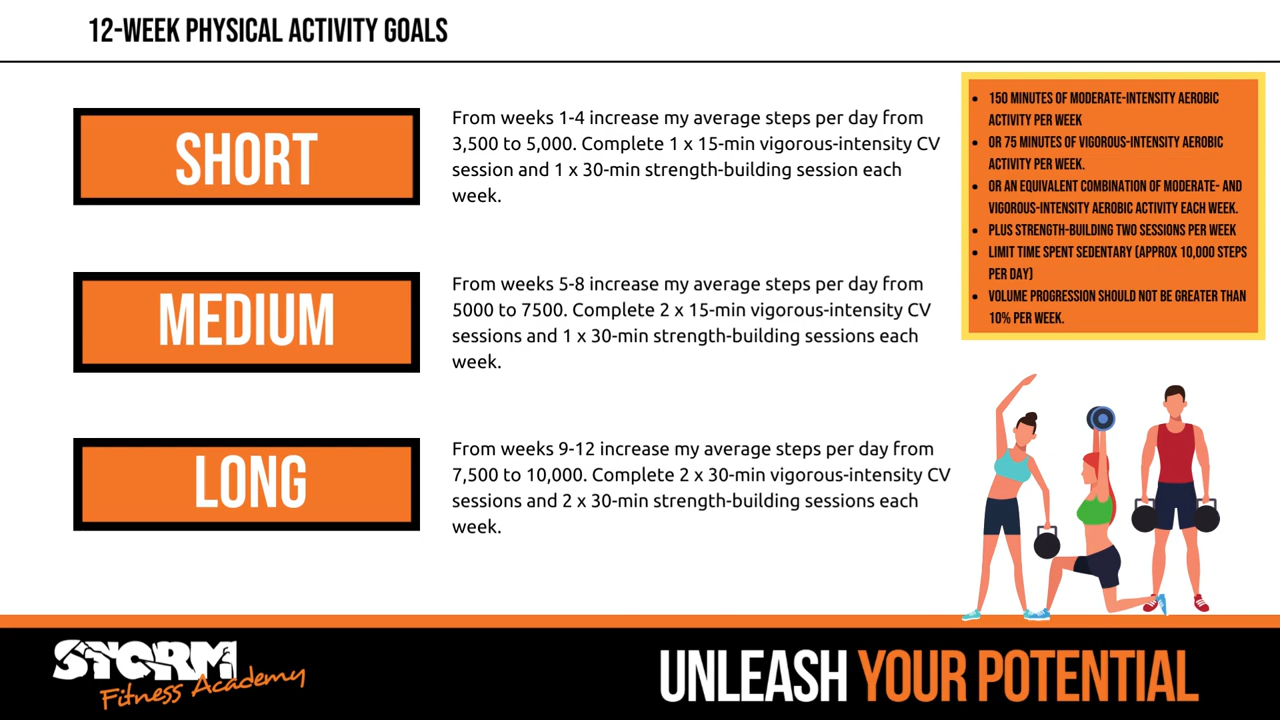 12-WEEK PHYSICAL ACTIVITY GOALS
SHORT
From weeks 1-4 increase my average steps per day from
3,500 to 5,000. Complete 1 x 15-min vigorous-intensity CV
session and 1 x 30-min strength-building session each
week.
MEDIUM
From weeks 5-8 increase my average steps per day from
5000 to 7500. Complete 2 x 15-min vigorous-intensity CV
sessions and 1 x 30-min strength-building sessions each
week.
LONG
From weeks 9-12 increase my average steps per day from
7,500 to 10,000. Complete 2 x 30-min vigorous-intensity CV
sessions and 2 x 30-min strength-building sessions each
week.
• 150 MINUTES OF MODERATE-INTENSITY AEROBIC
ACTIVITY PER WEEK
• OR 75 MINUTES OF VIGOROUS-INTENSITY AEROBIC
ACTIVITY PER WEEK.
• OR AN EQUIVALENT COMBINATION OF MODERATE- AND
VIGOROUS-INTENSITY AEROBIC ACTIVITY EACH WEEK.
• PLUS STRENGTH-BUILDING TWO SESSIONS PER WEEK
• LIMIT TIME SPENT SEDENTARY (APPROX 10,000 STEPS
PER DAY)
• VOLUME PROGRESSION SHOULD NOT BE GREATER THAN
10% PER WEEK.
STORM
Fitness Academy
UNLEASH YOUR POTENTIAL